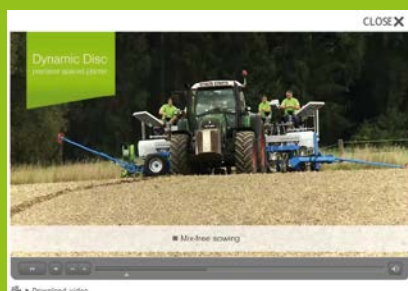 CLOSE X
Dynamic Disc
precision spaced planter
■ Mix-free sowing
▸ Download video